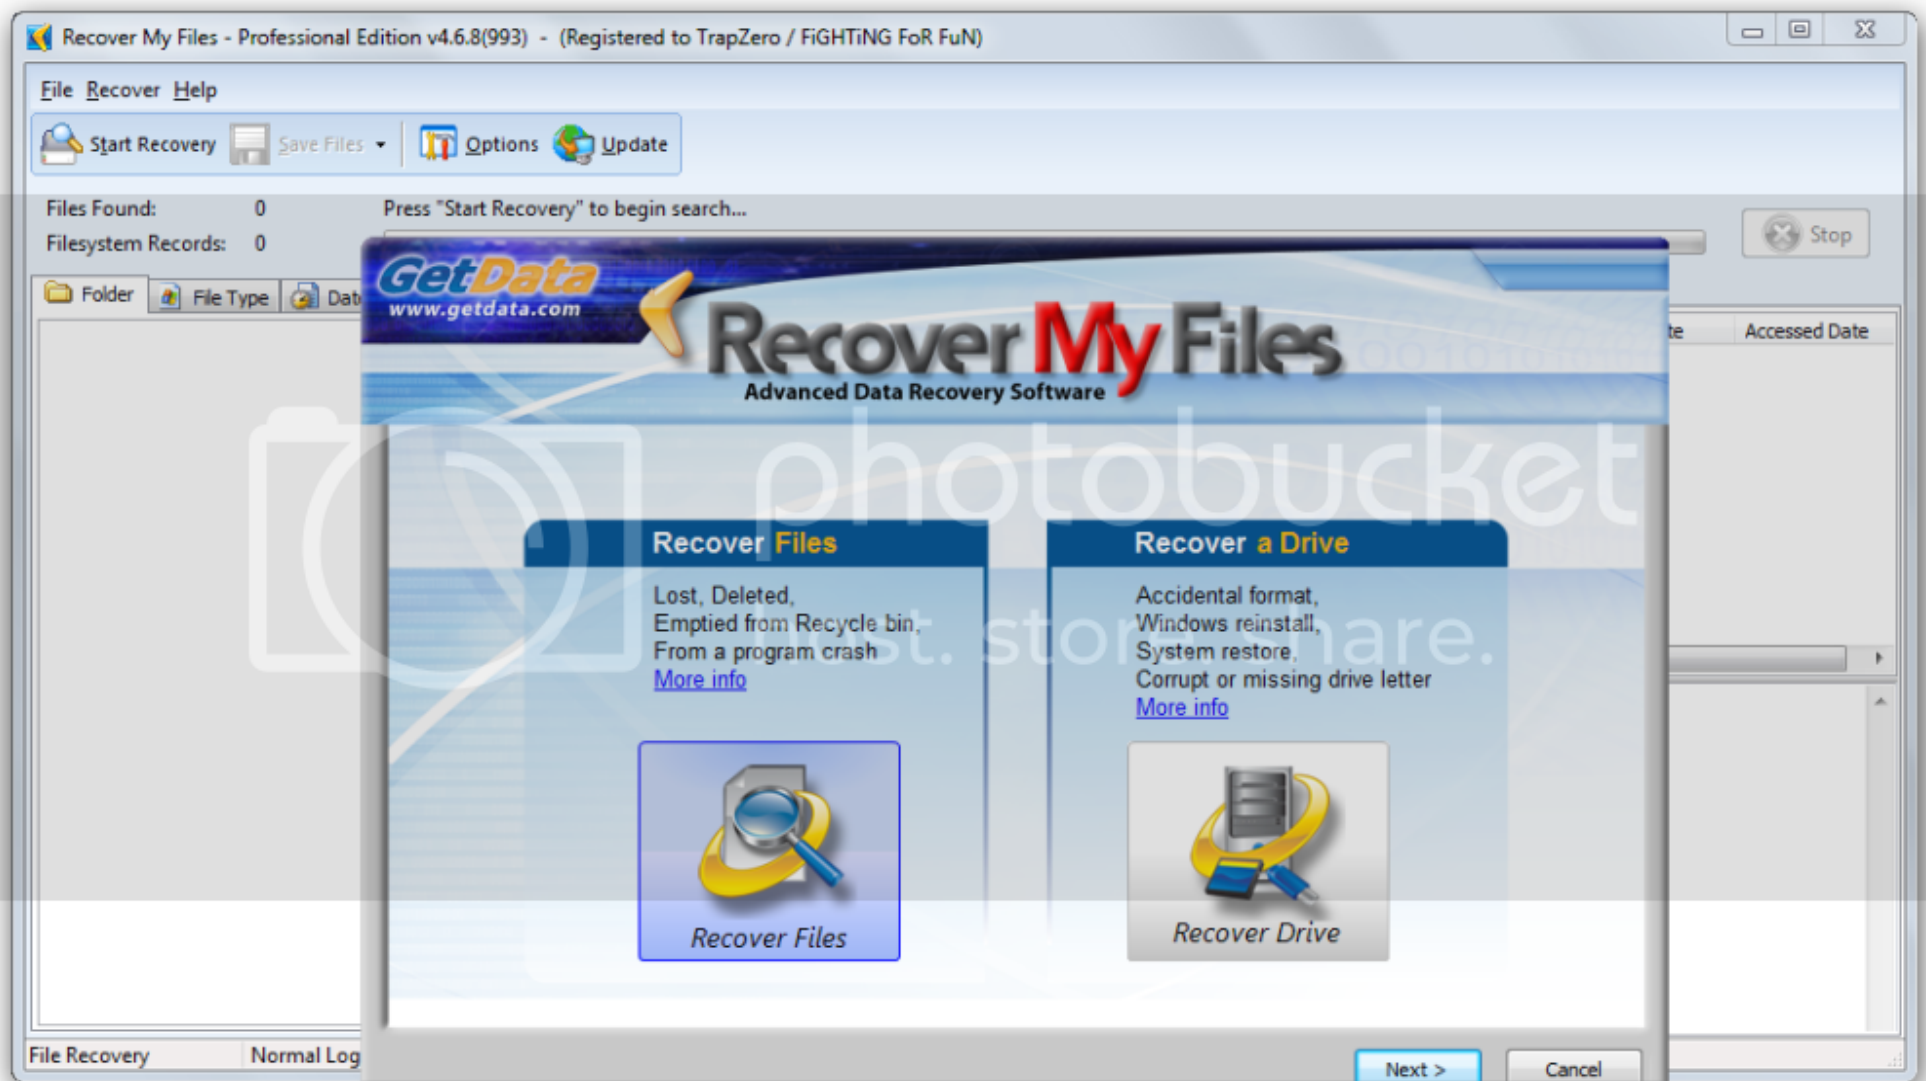 Recover My Files - Professional Edition v4.6.8(993) - (Registered to TrapZero / FiGHTiNG FoR FuN)
File Recover Help
Start Recovery Save Files Options Update
Files Found: 0 Press "Start Recovery" to begin search...
Filesystem Records: 0
Stop
GetData
www.getdata.com
Recover My Files
Advanced Data Recovery Software
Folder File Type Dat
te Accessed Date
photobucket
host. store. share.
Recover Files
Lost, Deleted,
Emptied from Recycle bin,
From a program crash
More info
Recover Files
Recover a Drive
Accidental format,
Windows reinstall,
System restore,
Corrupt or missing drive letter
More info
Recover Drive
File Recovery Normal Log
Next > Cancel